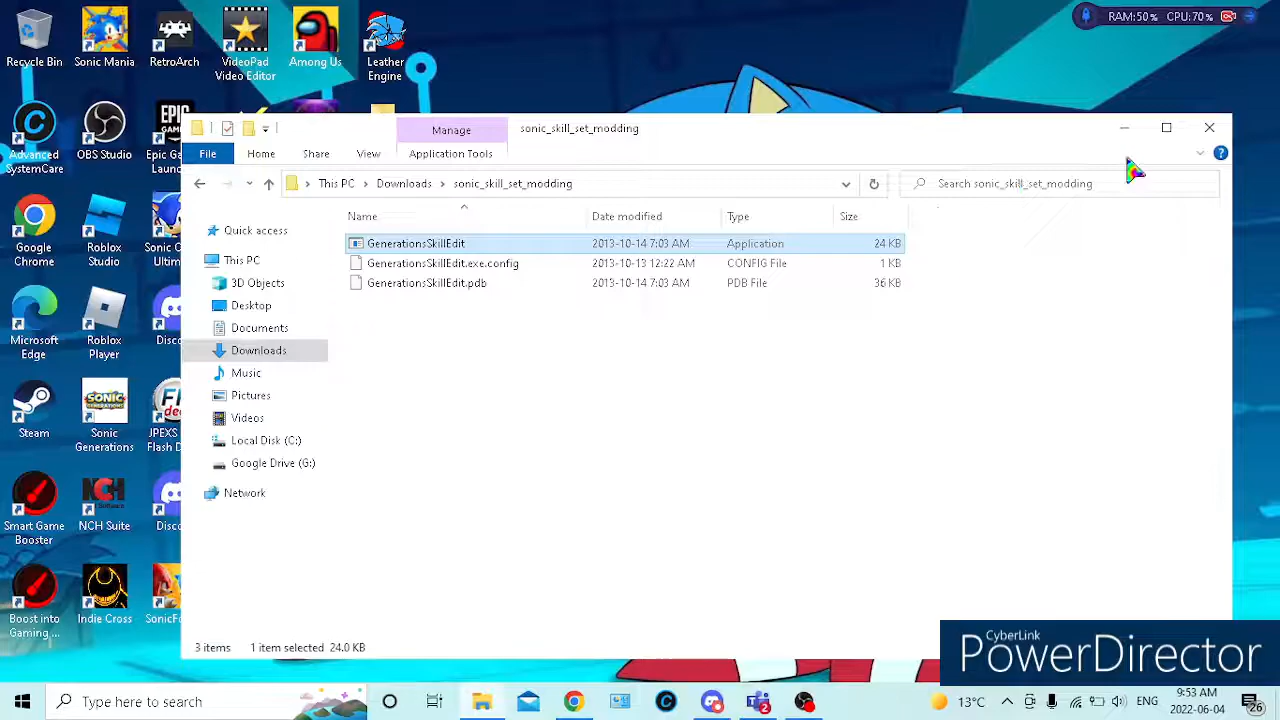 RAM:50% CPU:70%
Recycle Bin
Sonic Mania
RetroArch
VideoPad Video Editor
Among Us
Leather Engine
Manage
sonic_skill_set_modding
File
Home
Share
View
Application Tools
This PC
Downloads
sonic_skill_set_modding
Search sonic_skill_set_modding
Name
Date modified
Type
Size
GenerationsSkillEdit
2013-10-14 7:03 AM
Application
24 KB
GenerationsSkillEdit.exe.config
2013-10-13 12:22 AM
CONFIG File
1 KB
GenerationsSkillEdit.pdb
2013-10-14 7:03 AM
PDB File
36 KB
Quick access
This PC
3D Objects
Desktop
Documents
Downloads
Music
Pictures
Videos
Local Disk (C:)
Google Drive (G:)
Network
3 items
1 item selected 24.0 KB
Advanced SystemCare
OBS Studio
EPIC
Google Chrome
Roblox Studio
Microsoft Edge
Roblox Player
Steam
SONIC GENERATIONS
Sonic Generations
Smart Game Booster
NCH
NCH Suite
Boost into Gaming ...
Indie Cross
CyberLink
PowerDirector
Type here to search
13°C
ENG
9:53 AM
2022-06-04
26